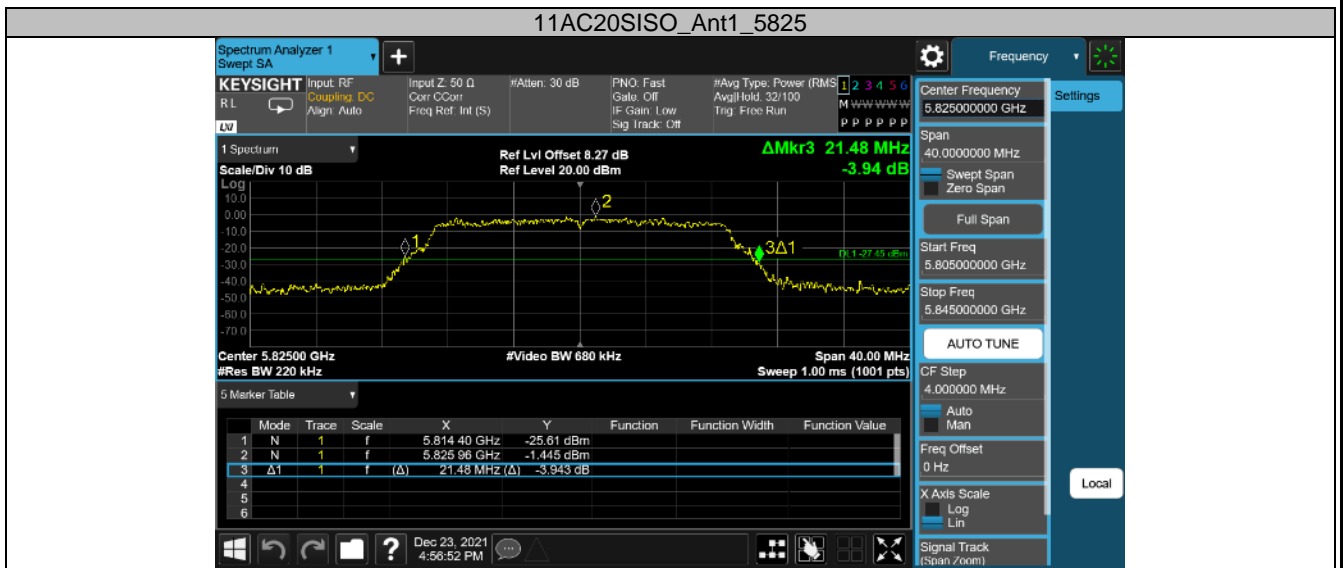 11AC20SISO_Ant1_5825
Spectrum Analyzer 1
Swept SA
+
Frequency
KEYSIGHT
RL
LXI
Input: RF
Coupling: DC
Align: Auto
Input Z: 50 Ω
Corr CCorr
Freq Ref: Int (S)
#Atten: 30 dB
PNO: Fast
Gate: Off
IF Gain: Low
Sig Track: Off
#Avg Type: Power (RMS
Avg|Hold: 32/100
Trig: Free Run
1 2 3 4 5 6
M W W W W W
P P P P P P
1 Spectrum
Scale/Div 10 dB
Ref Lvl Offset 8.27 dB
Ref Level 20.00 dBm
ΔMkr3 21.48 MHz
-3.94 dB
Log
10.0
0.00
-10.0
-20.0
-30.0
-40.0
-50.0
-60.0
-70.0
1
2
3Δ1
DL1 -27.45 dBm
Center 5.82500 GHz
#Res BW 220 kHz
#Video BW 680 kHz
Span 40.00 MHz
Sweep 1.00 ms (1001 pts)
5 Marker Table
Mode Trace Scale X Y Function Function Width Function Value
1 N 1 f 5.814 40 GHz -25.61 dBm
2 N 1 f 5.825 96 GHz -1.445 dBm
3 Δ1 1 f (Δ) 21.48 MHz (Δ) -3.943 dB
4
5
6
Dec 23, 2021
4:56:52 PM
?
Center Frequency
5.825000000 GHz
Settings
Span
40.0000000 MHz
Swept Span
Zero Span
Full Span
Start Freq
5.805000000 GHz
Stop Freq
5.845000000 GHz
AUTO TUNE
CF Step
4.000000 MHz
Auto
Man
Freq Offset
0 Hz
X Axis Scale
Log
Lin
Local
Signal Track
(Span Zoom)